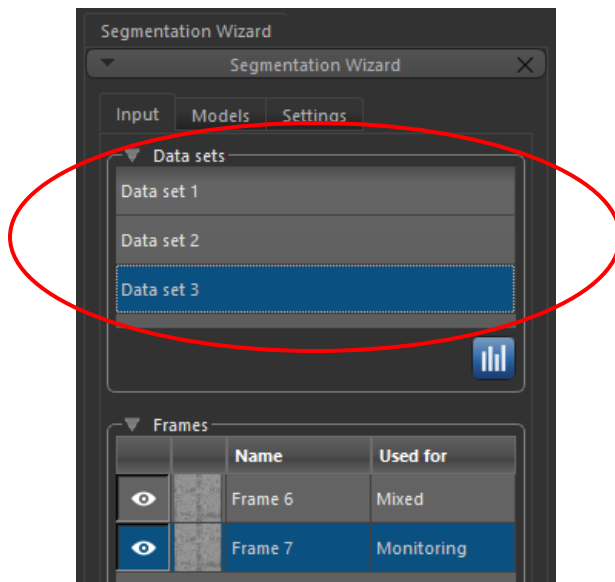 Segmentation Wizard
Segmentation Wizard
Input Models Settings
Data sets
Data set 1
Data set 2
Data set 3
Frames
Name Used for
Frame 6 Mixed
Frame 7 Monitoring